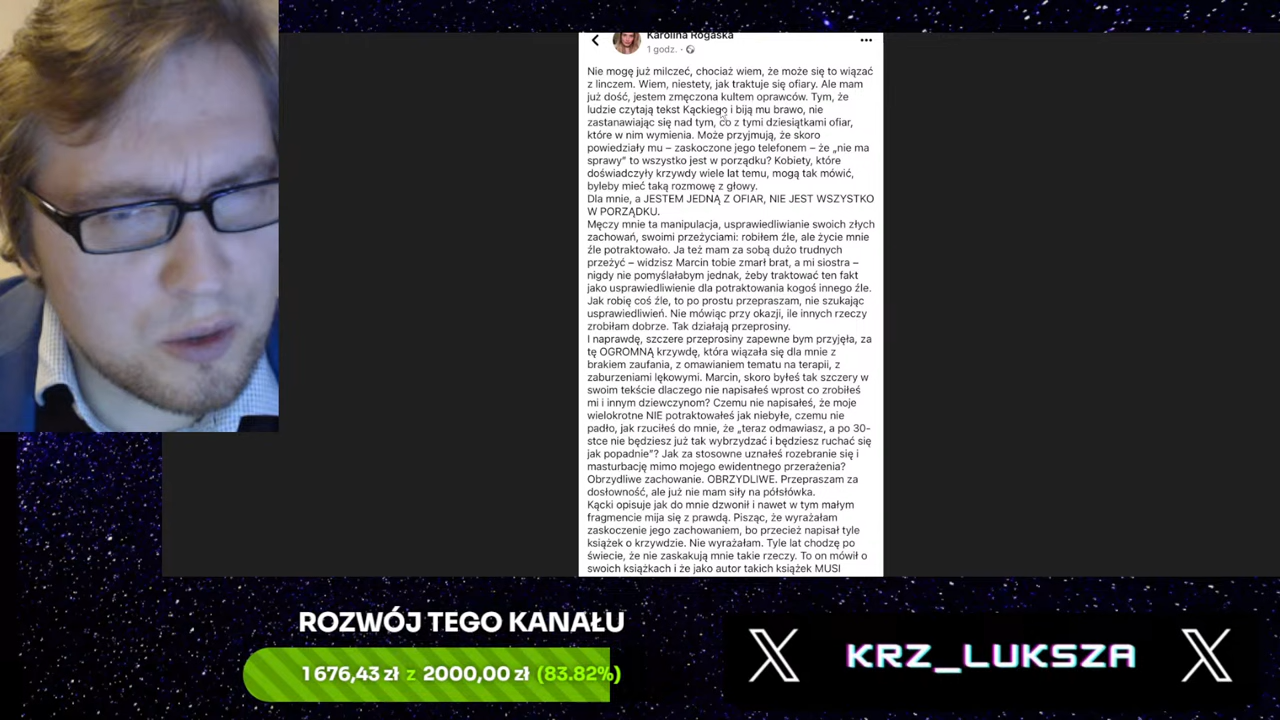 Karolina Rogaska
1 godz.
Nie mogę już milczeć, chociaż wiem, że może się to wiązać
z linczem. Wiem, niestety, jak traktuje się ofiary. Ale mam
już dość, jestem zmęczona kultem oprawców. Tym, że
ludzie czytają tekst Kąckiego i biją mu brawo, nie
zastanawiając się nad tym, co z tymi dziesiątkami ofiar,
które w nim wymienia. Może przyjmują, że skoro
powiedziały mu – zaskoczone jego telefonem – że „nie ma
sprawy" to wszystko jest w porządku? Kobiety, które
doświadczyły krzywdy wiele lat temu, mogą tak mówić,
byleby mieć taką rozmowę z głowy.
Dla mnie, a JESTEM JEDNĄ Z OFIAR, NIE JEST WSZYSTKO
W PORZĄDKU.
Męczy mnie ta manipulacja, usprawiedliwianie swoich złych
zachowań, swoimi przeżyciami: robiłem źle, ale życie mnie
źle potraktowało. Ja też mam za sobą dużo trudnych
przeżyć – widzisz Marcin tobie zmarł brat, a mi siostra –
nigdy nie pomyślałabym jednak, żeby traktować ten fakt
jako usprawiedliwienie dla potraktowania kogoś innego źle.
Jak robię coś źle, to po prostu przepraszam, nie szukając
usprawiedliwień. Nie mówiąc przy okazji, ile innych rzeczy
zrobiłam dobrze. Tak działają przeprosiny.
I naprawdę, szczere przeprosiny zapewne bym przyjęła, za
tę OGROMNĄ krzywdę, która wiązała się dla mnie z
brakiem zaufania, z omawianiem tematu na terapii, z
zaburzeniami lękowymi. Marcin, skoro byłeś tak szczery w
swoim tekście dlaczego nie napisałeś wprost co zrobiłeś
mi i innym dziewczynom? Czemu nie napisałeś, że moje
wielokrotne NIE potraktowałeś jak niebyłe, czemu nie
padło, jak rzuciłeś do mnie, że „teraz odmawiasz, a po 30-
stce nie będziesz już tak wybrzydzać i będziesz ruchać się
jak popadnie"? Jak za stosowne uznałeś rozebranie się i
masturbację mimo mojego ewidentnego przerażenia?
Obrzydliwe zachowanie. OBRZYDLIWE. Przepraszam za
dosłowność, ale już nie mam siły na półsłówka.
Kącki opisuje jak do mnie dzwonił i nawet w tym małym
fragmencie mija się z prawdą. Pisząc, że wyrażałam
zaskoczenie jego zachowaniem, bo przecież napisał tyle
książek o krzywdzie. Nie wyrażałam. Tyle lat chodzę po
świecie, że nie zaskakują mnie takie rzeczy. To on mówił o
swoich książkach i że jako autor takich książek MUSI
ROZWÓJ TEGO KANAŁU
1 676,43 zł z 2000,00 zł (83.82%)
KRZ_LUKSZA